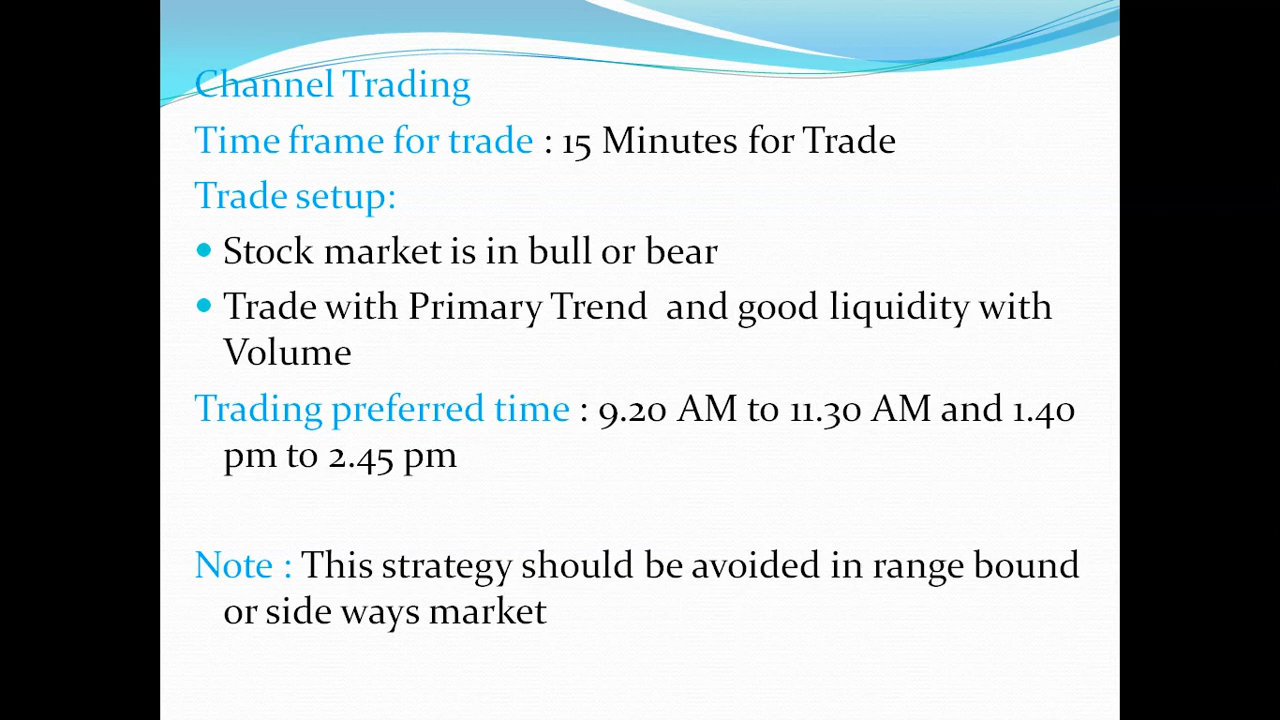 Channel Trading
Time frame for trade : 15 Minutes for Trade
Trade setup:
• Stock market is in bull or bear
• Trade with Primary Trend  and good liquidity with
Volume
Trading preferred time : 9.20 AM to 11.30 AM and 1.40
pm to 2.45 pm
Note : This strategy should be avoided in range bound
or side ways market